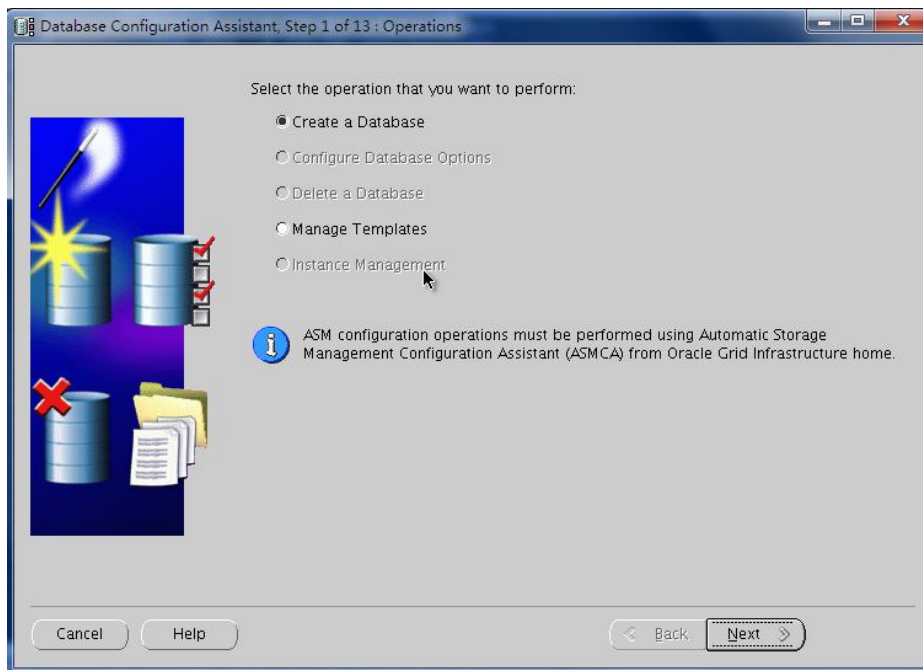 Database Configuration Assistant, Step 1 of 13 : Operations
Select the operation that you want to perform:
Create a Database
Configure Database Options
Delete a Database
Manage Templates
Instance Management
ASM configuration operations must be performed using Automatic Storage
Management Configuration Assistant (ASMCA) from Oracle Grid Infrastructure home.
Cancel
Help
Back
Next